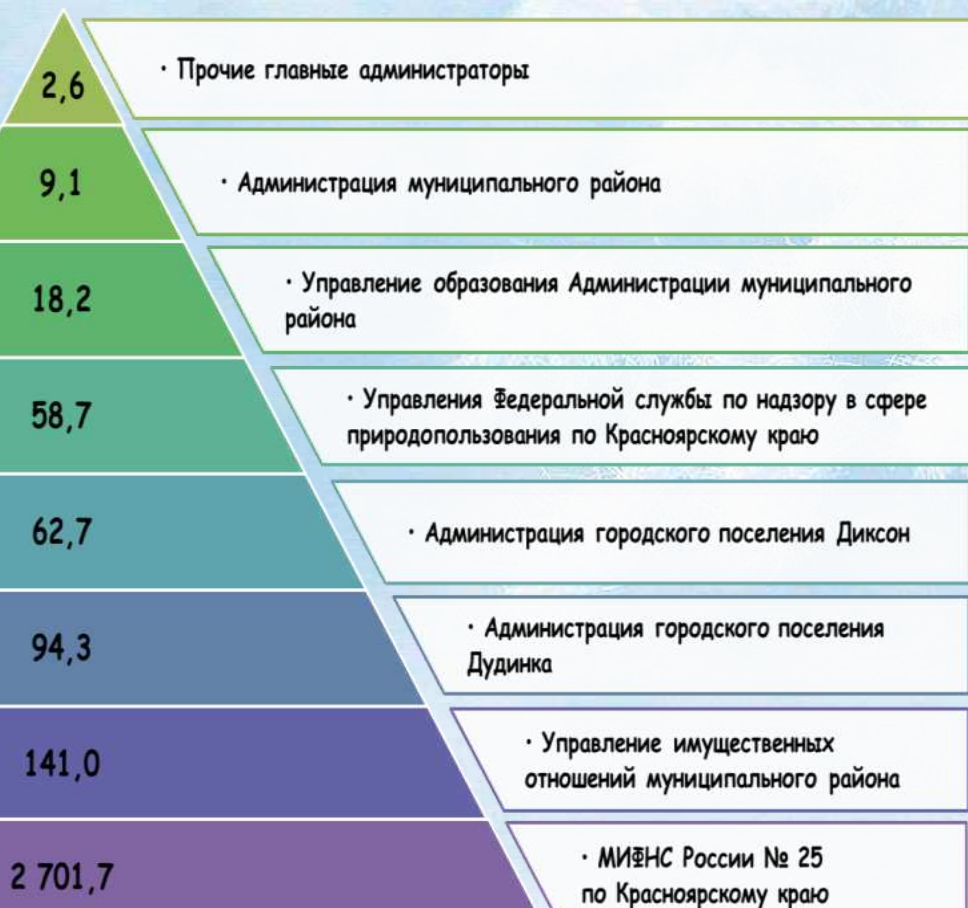 2,6
· Прочие главные администраторы
9,1
· Администрация муниципального района
18,2
· Управление образования Администрации муниципального
района
58,7
· Управления Федеральной службы по надзору в сфере
природопользования по Красноярскому краю
62,7
· Администрация городского поселения Диксон
94,3
· Администрация городского поселения
Дудинка
141,0
· Управление имущественных
отношений муниципального района
2 701,7
· МИФНС России № 25
по Красноярскому краю